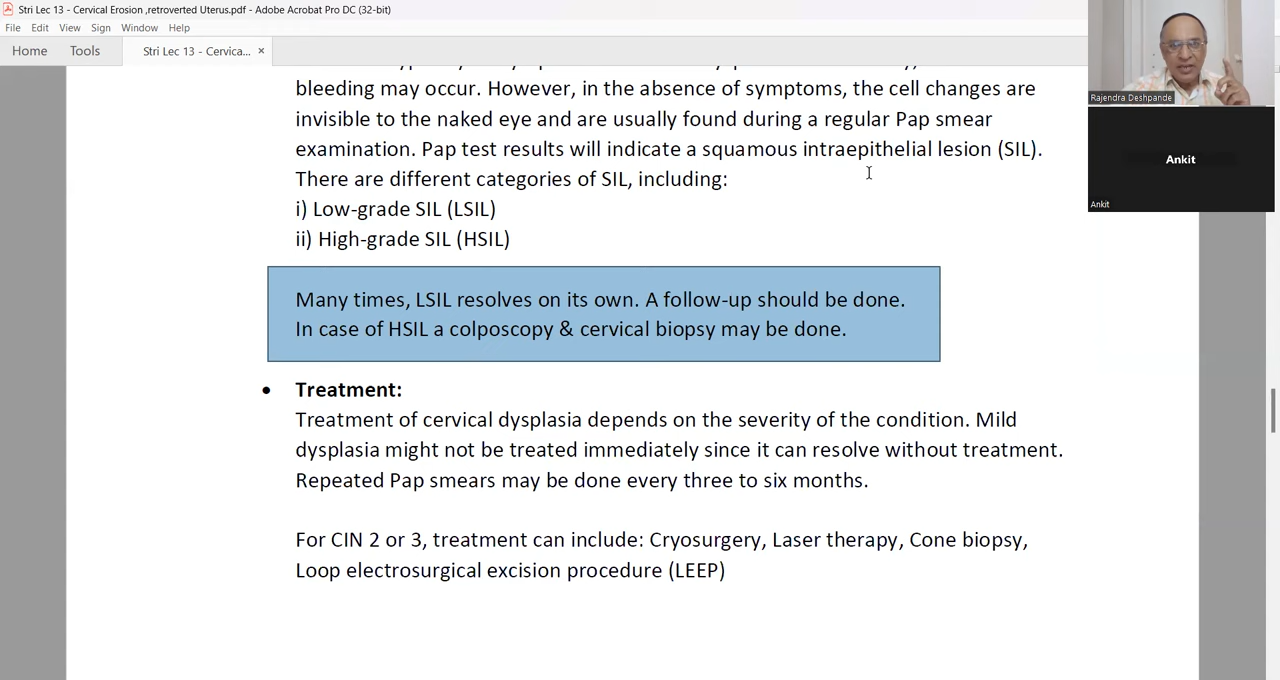 Stri Lec 13 - Cervical Erosion ,retroverted Uterus.pdf - Adobe Acrobat Pro DC (32-bit)
File Edit View Sign Window Help
Home Tools Stri Lec 13 - Cervica... ×
bleeding may occur. However, in the absence of symptoms, the cell changes are
invisible to the naked eye and are usually found during a regular Pap smear
examination. Pap test results will indicate a squamous intraepithelial lesion (SIL).
There are different categories of SIL, including:
i) Low-grade SIL (LSIL)
ii) High-grade SIL (HSIL)
Many times, LSIL resolves on its own. A follow-up should be done.
In case of HSIL a colposcopy & cervical biopsy may be done.
• Treatment:
Treatment of cervical dysplasia depends on the severity of the condition. Mild
dysplasia might not be treated immediately since it can resolve without treatment.
Repeated Pap smears may be done every three to six months.
For CIN 2 or 3, treatment can include: Cryosurgery, Laser therapy, Cone biopsy,
Loop electrosurgical excision procedure (LEEP)
Rajendra Deshpande
Ankit
Ankit